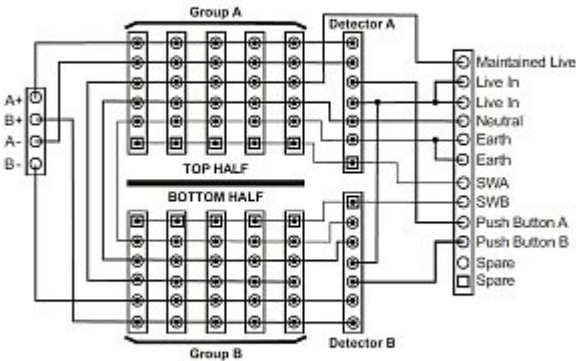 Group A
Detector A
A+
B+
A-
B-
TOP HALF
BOTTOM HALF
Group B
Detector B
Maintained Live
Live In
Live In
Neutral
Earth
Earth
SWA
SWB
Push Button A
Push Button B
Spare
Spare